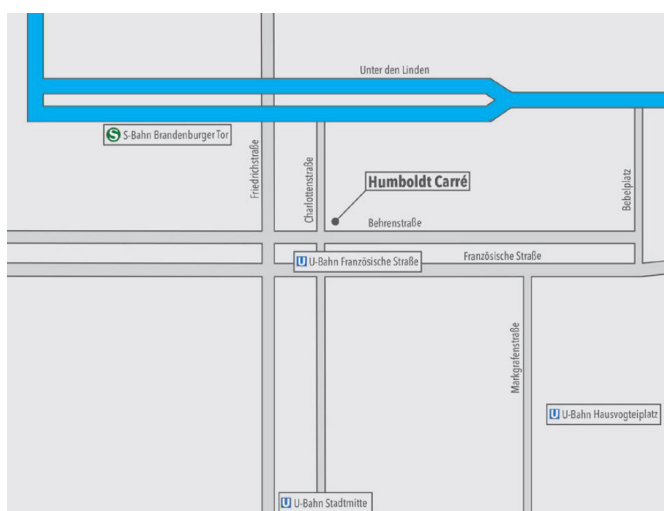 Unter den Linden
S S-Bahn Brandenburger Tor
Friedrichstraße
Charlottenstraße
Humboldt Carré
Bebelplatz
Behrenstraße
Französische Straße
U U-Bahn Französische Straße
Markgrafenstraße
U U-Bahn Hausvogteiplatz
U U-Bahn Stadtmitte